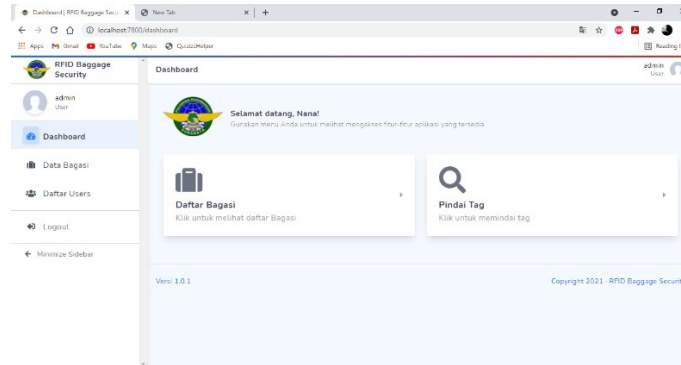 Dashboard | RFID Baggage Secu
New Tab
localhost:7800/dashboard
Apps
Gmail
YouTube
Maps
QuizizzHelper
Reading l
RFID Baggage
Security
Dashboard
admin
User
admin
User
Selamat datang, Nana!
Gunakan menu Anda untuk melihat mengakses fitur-fitur aplikasi yang tersedia.
Dashboard
Data Bagasi
Daftar Users
Logout
Minimize Sidebar
Daftar Bagasi
Klik untuk melihat daftar Bagasi
Pindai Tag
Klik untuk memindai tag
Versi 1.0.1
Copyright 2021 - RFID Baggage Securit